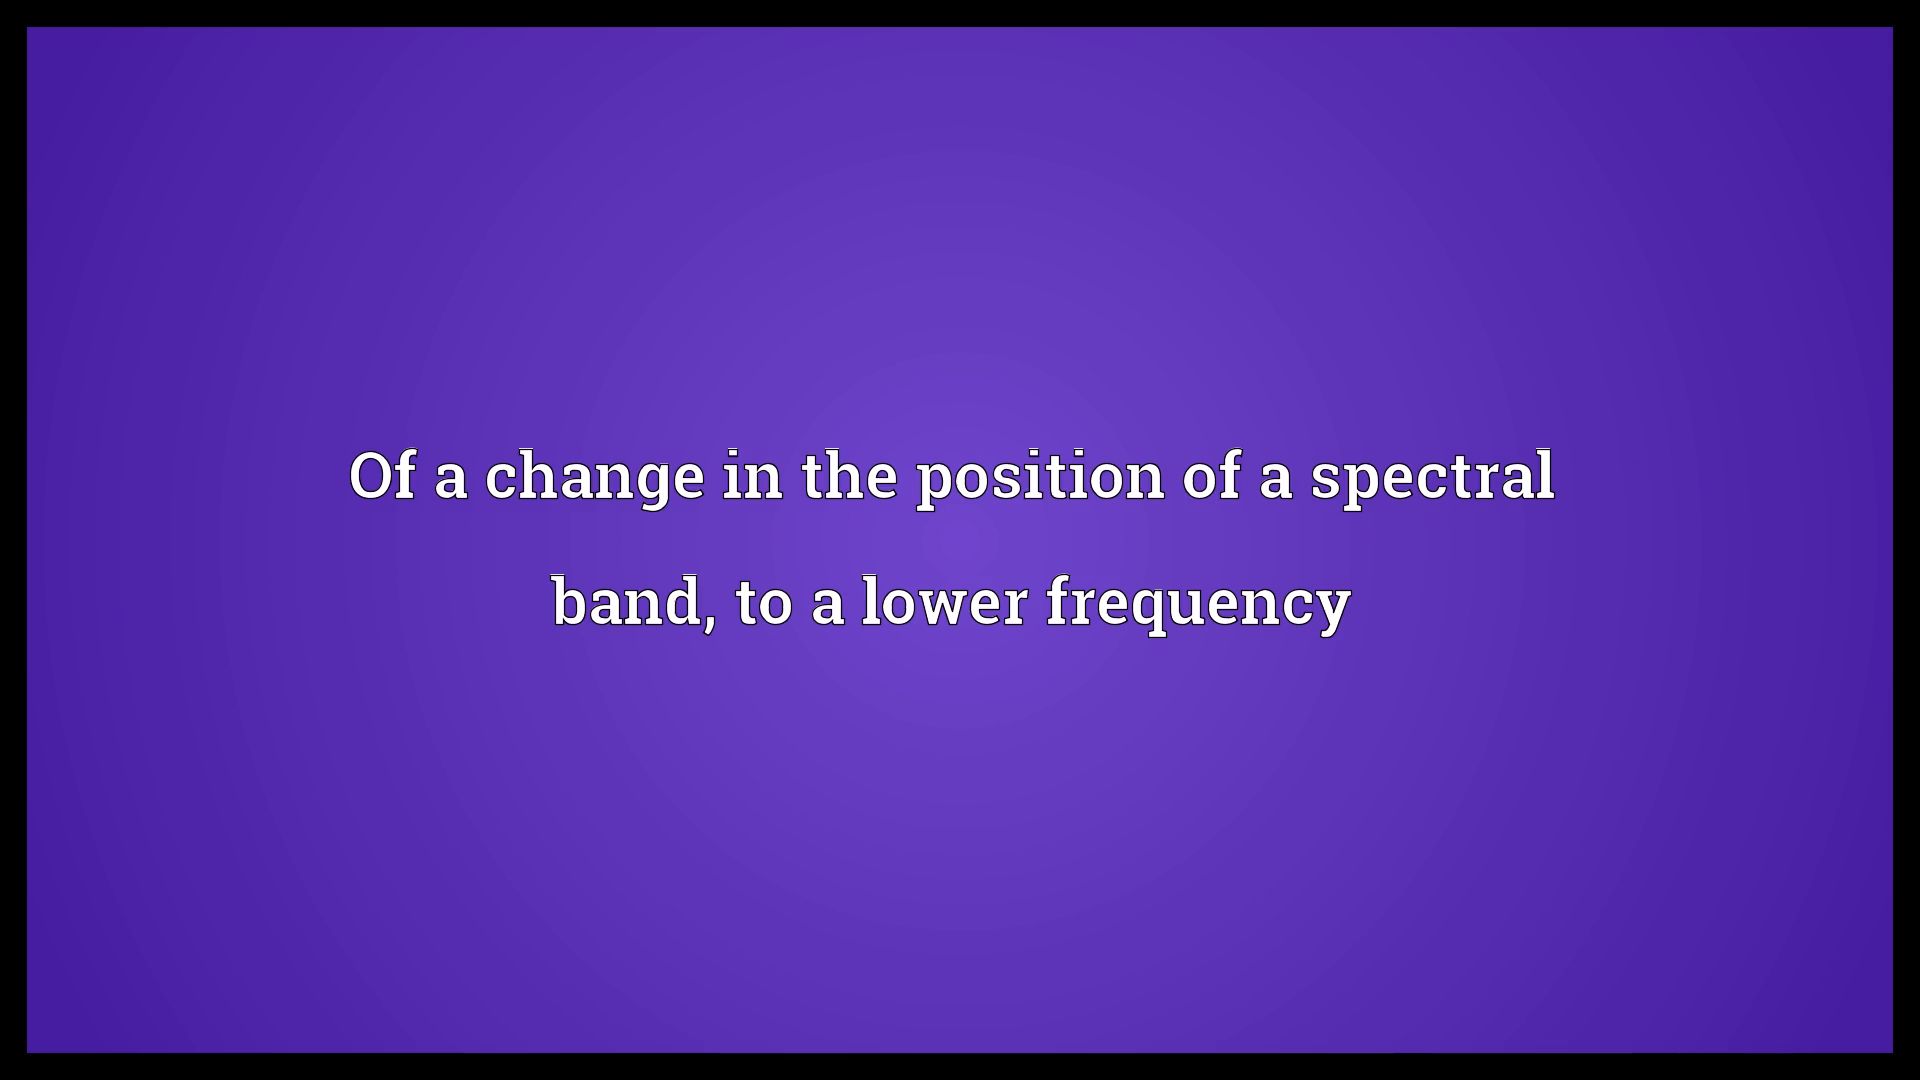 Of a change in the position of a spectral
band, to a lower frequency